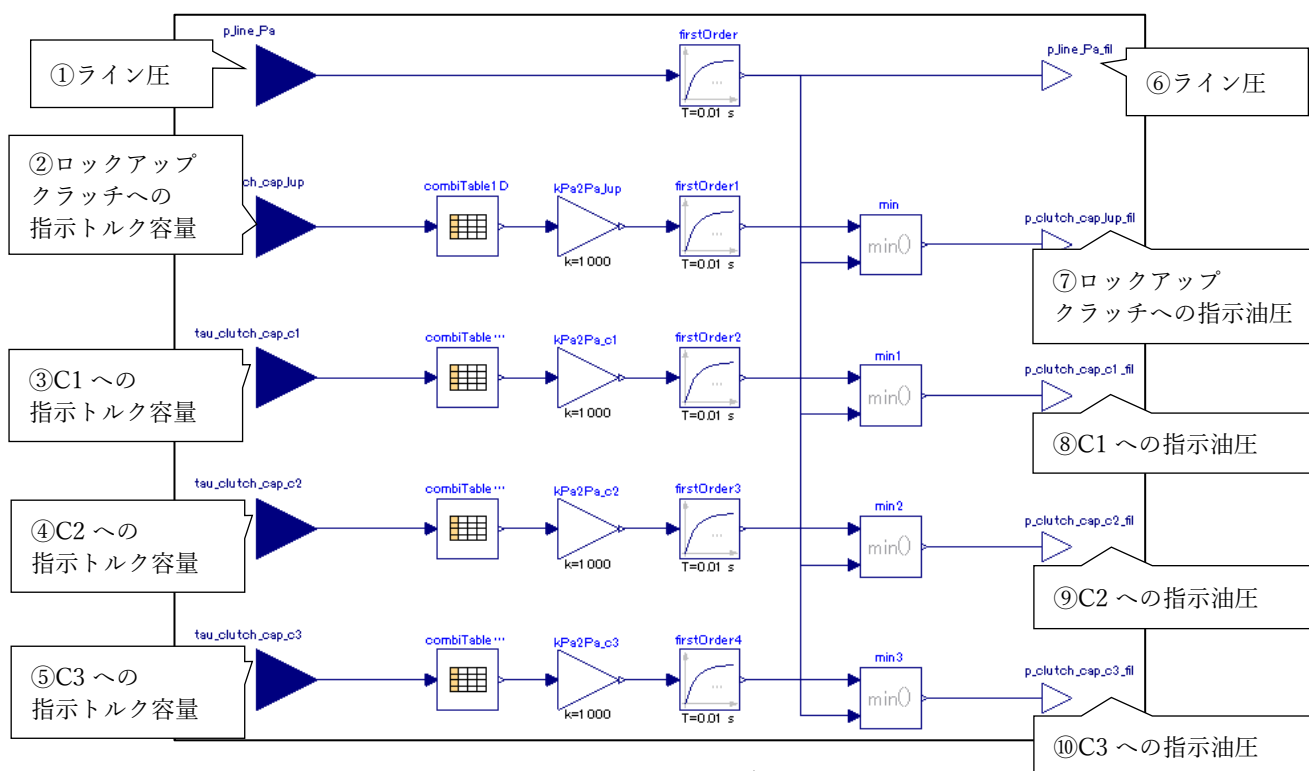 p_line_Pa
①ライン圧
firstOrder
...
T=0.01 s
p_line_Pa_fil
⑥ライン圧
②ロックアップ
クラッチへの
指示トルク容量
ch_cap_lup
combiTable1D
kPa2Pa_lup
k=1000
firstOrder1
...
T=0.01 s
min
min()
p_clutch_cap_lup_fil
⑦ロックアップ
クラッチへの指示油圧
tau_clutch_cap_c1
③C1 への
指示トルク容量
combiTable...
kPa2Pa_c1
k=1000
firstOrder2
...
T=0.01 s
min1
min()
p_clutch_cap_c1_fil
⑧C1 への指示油圧
tau_clutch_cap_c2
④C2 への
指示トルク容量
combiTable...
kPa2Pa_c2
k=1000
firstOrder3
...
T=0.01 s
min2
min()
p_clutch_cap_c2_fil
⑨C2 への指示油圧
tau_clutch_cap_c3
⑤C3 への
指示トルク容量
combiTable...
kPa2Pa_c3
k=1000
firstOrder4
...
T=0.01 s
min3
min()
p_clutch_cap_c3_fil
⑩C3 への指示油圧